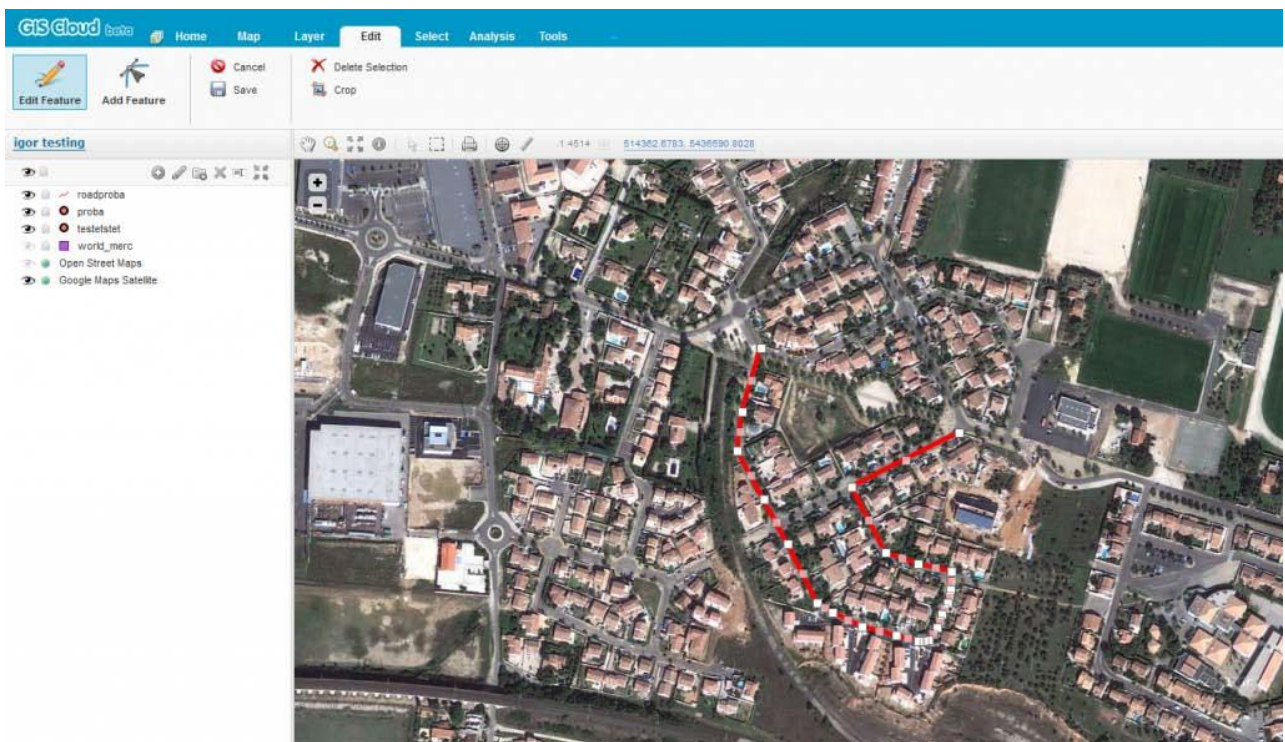 GIS Cloud beta Home Map Layer Edit Select Analysis Tools
Edit Feature Add Feature
Cancel Delete Selection
Save Crop
igor testing 1:4514 514362.6783, 5436590.8028
roadproba
proba
testetstet
world_merc
Open Street Maps
Google Maps Satellite